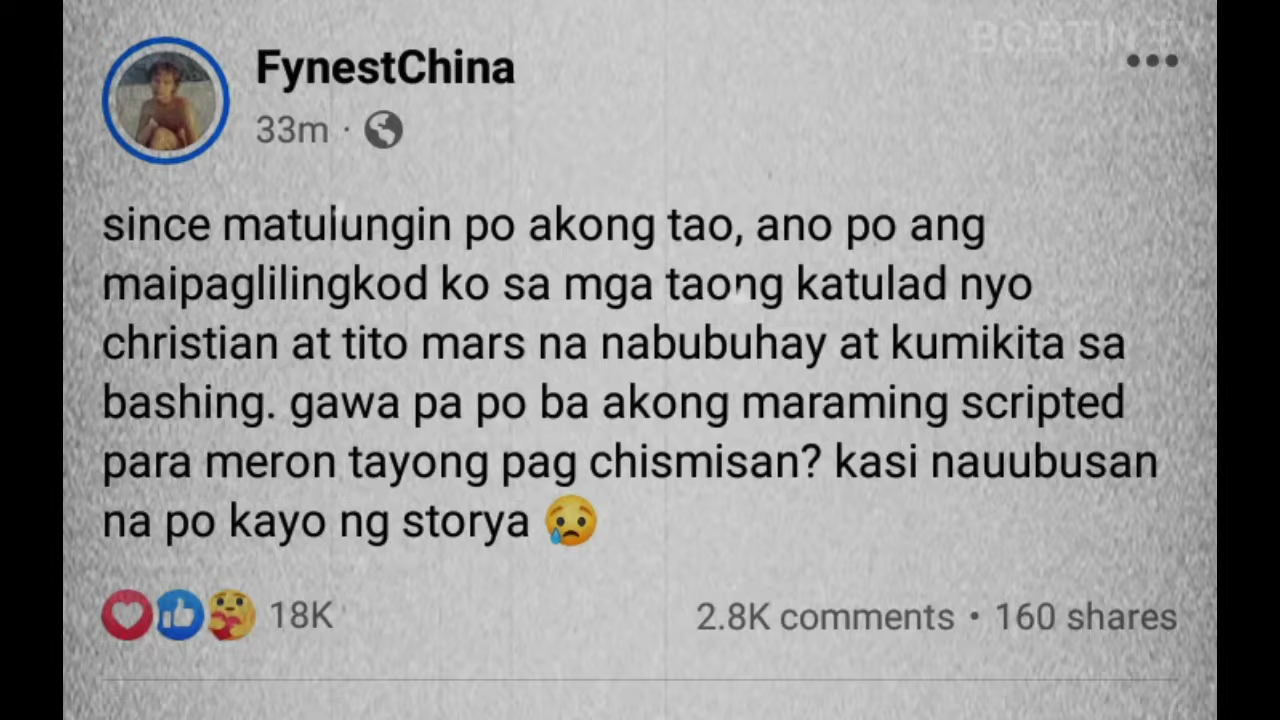 FynestChina
33m ·
since matulungin po akong tao, ano po ang
maipaglilingkod ko sa mga taong katulad nyo
christian at tito mars na nabubuhay at kumikita sa
bashing. gawa pa po ba akong maraming scripted
para meron tayong pag chismisan? kasi nauubusan
na po kayo ng storya 😢
18K
2.8K comments • 160 shares